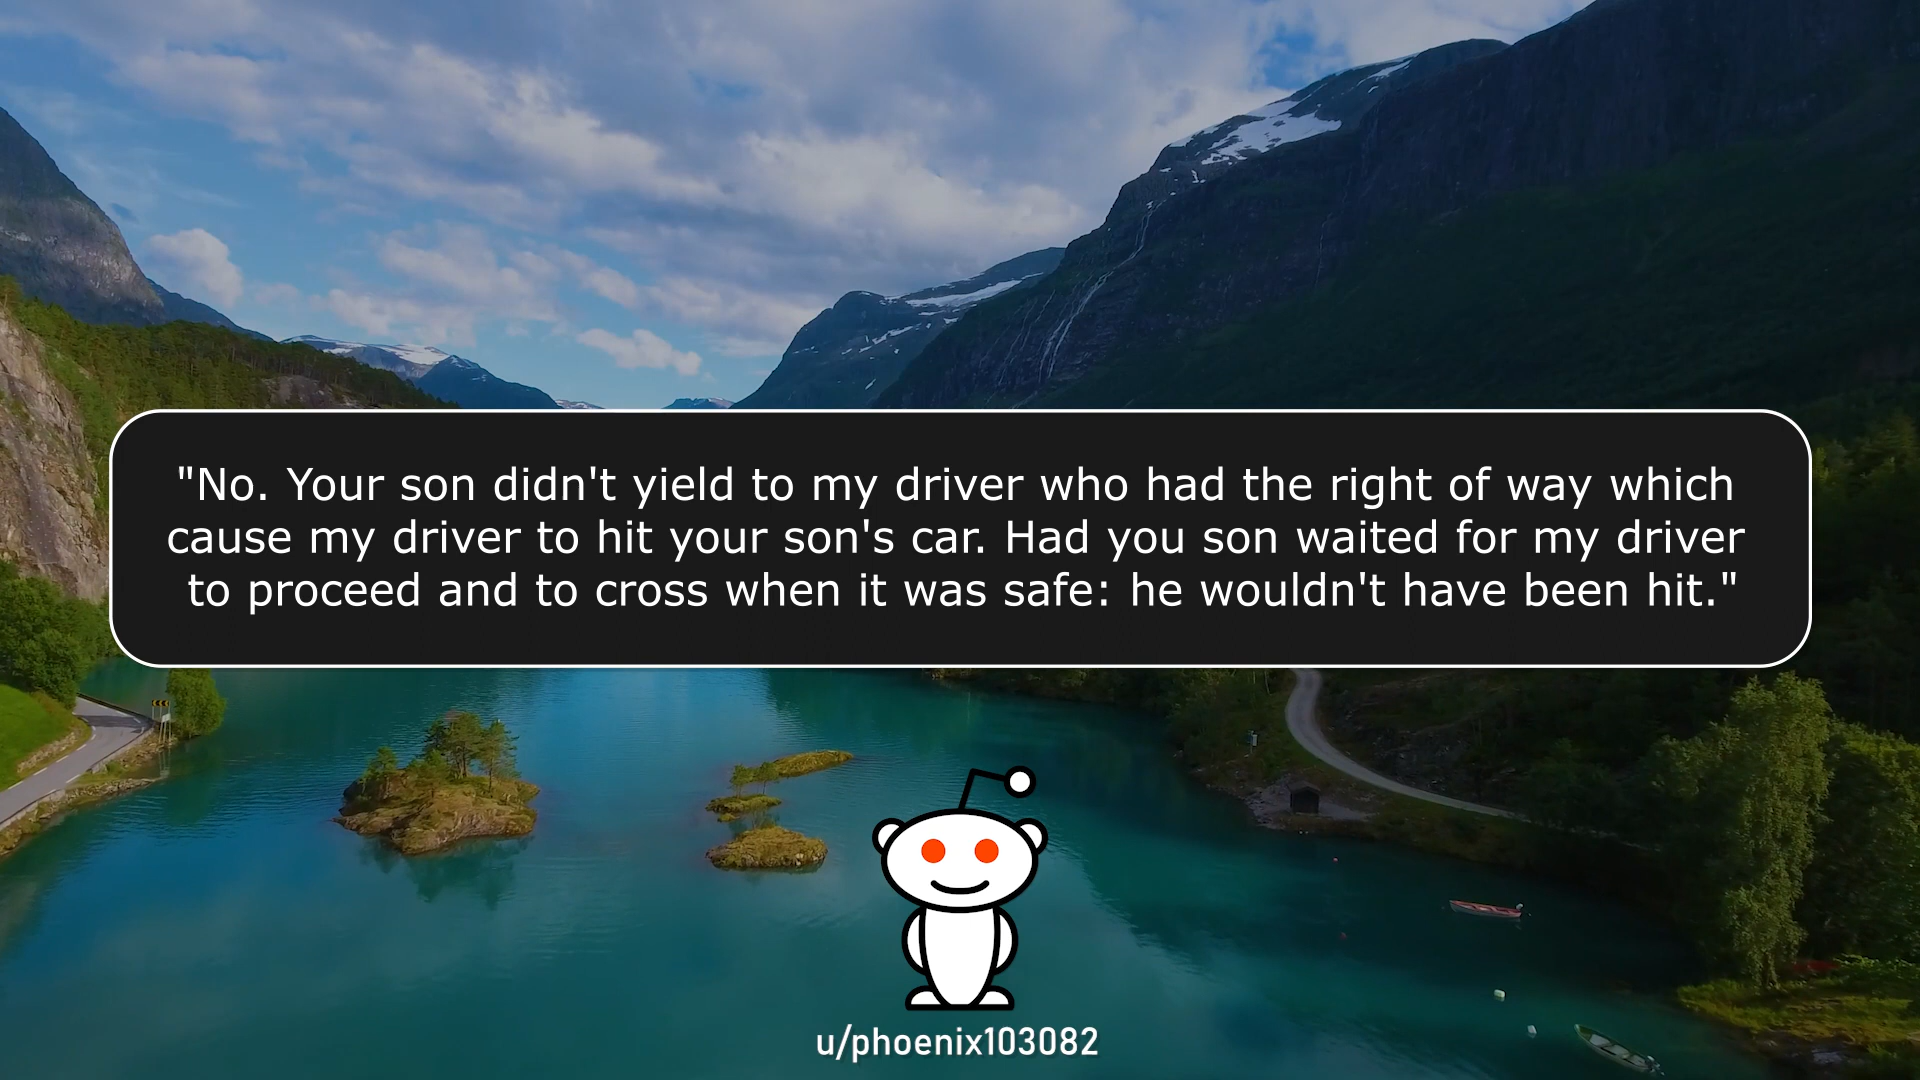 "No. Your son didn't yield to my driver who had the right of way which
cause my driver to hit your son's car. Had you son waited for my driver
to proceed and to cross when it was safe: he wouldn't have been hit."
u/phoenix103082